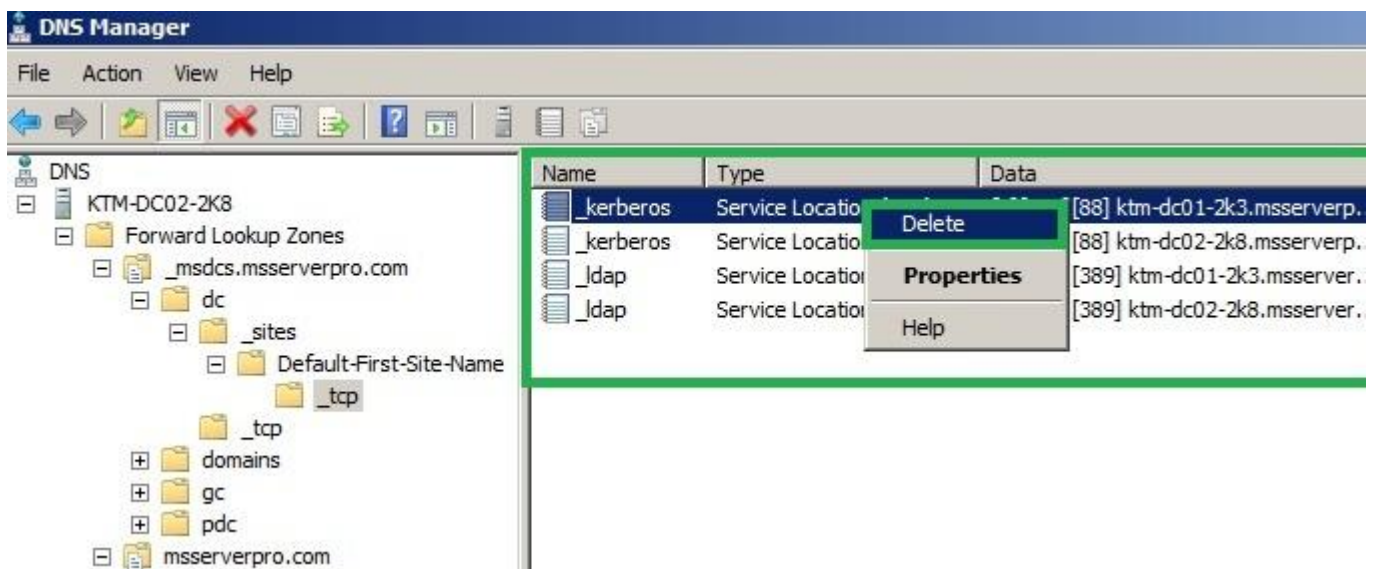 DNS Manager
File Action View Help
DNS
KTM-DC02-2K8
Forward Lookup Zones
_msdcs.msserverpro.com
dc
_sites
Default-First-Site-Name
_tcp
_tcp
domains
gc
pdc
msserverpro.com
Name Type Data
_kerberos Service Locatio [88] ktm-dc01-2k3.msserverp..
_kerberos Service Location [88] ktm-dc02-2k8.msserverp..
_ldap Service Location [389] ktm-dc01-2k3.msserver..
_ldap Service Location [389] ktm-dc02-2k8.msserver..
Delete
Properties
Help